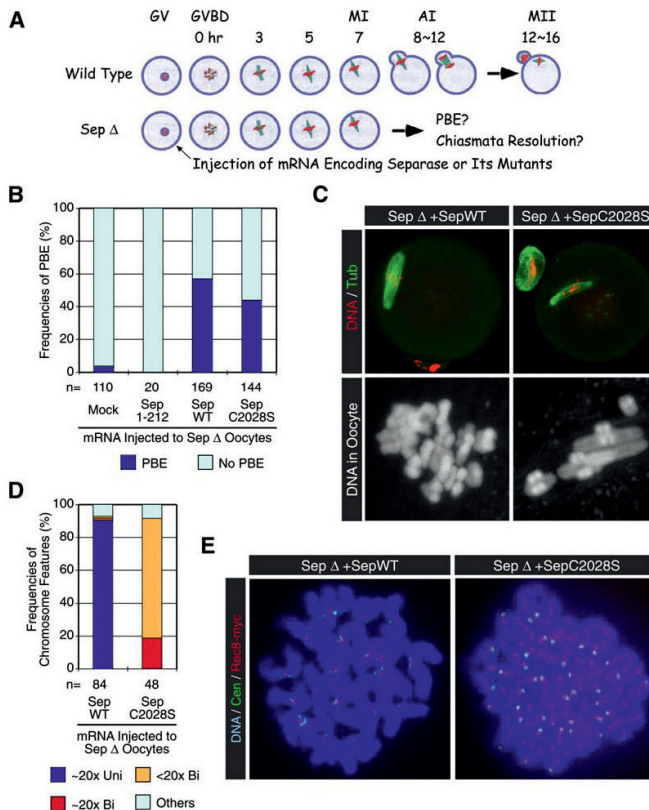 A
GV GVBD MI AI MII
0 hr 3 5 7 8~12 12~16
Wild Type
Sep Δ
PBE?
Chiasmata Resolution?
Injection of mRNA Encoding Separase or Its Mutants
B
Frequencies of PBE (%)
100
80
60
40
20
0
n= 110 20 169 144
Mock Sep 1-212 Sep WT Sep C2028S
mRNA Injected to Sep Δ Oocytes
PBE No PBE
C
Sep Δ +SepWT Sep Δ +SepC2028S
DNA / Tub
DNA in Oocyte
D
Frequencies of
Chromosome Features (%)
100
80
60
40
20
0
n= 84 48
Sep WT Sep C2028S
mRNA Injected to
Sep Δ Oocytes
~20x Uni <20x Bi
~20x Bi Others
E
Sep Δ +SepWT Sep Δ +SepC2028S
DNA / Cen / Rec8-myc